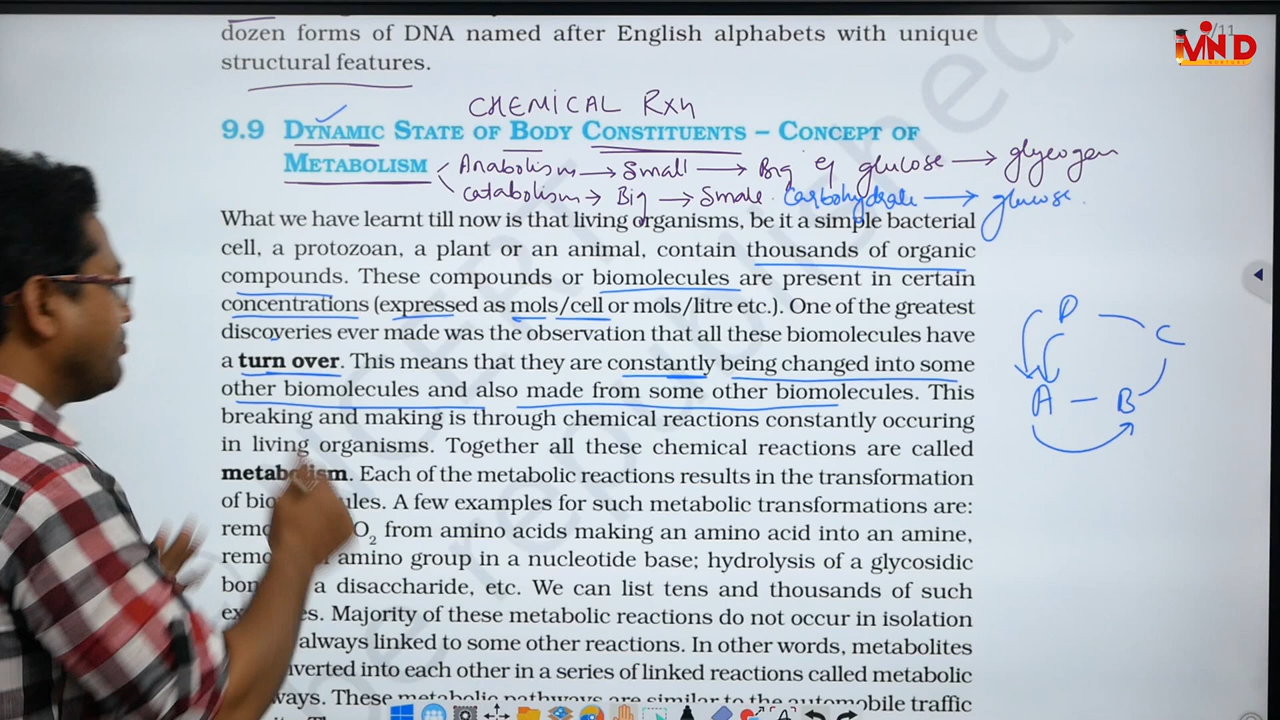 dozen forms of DNA named after English alphabets with unique
structural features.
/11
MIND
CHEMICAL Rxn
9.9 DYNAMIC STATE OF BODY CONSTITUENTS – CONCEPT OF
METABOLISM
Anabolism → Small → Big eg glucose → glycogen
Catabolism → Big → Small. Carbohydrate → glucose.
What we have learnt till now is that living organisms, be it a simple bacterial
cell, a protozoan, a plant or an animal, contain thousands of organic
compounds. These compounds or biomolecules are present in certain
concentrations (expressed as mols/cell or mols/litre etc.). One of the greatest
discoveries ever made was the observation that all these biomolecules have
a turn over. This means that they are constantly being changed into some
other biomolecules and also made from some other biomolecules. This
breaking and making is through chemical reactions constantly occuring
in living organisms. Together all these chemical reactions are called
metabolism. Each of the metabolic reactions results in the transformation
of bio ules. A few examples for such metabolic transformations are:
remo O2 from amino acids making an amino acid into an amine,
remo amino group in a nucleotide base; hydrolysis of a glycosidic
bon a disaccharide, etc. We can list tens and thousands of such
ex es. Majority of these metabolic reactions do not occur in isolation
always linked to some other reactions. In other words, metabolites
verted into each other in a series of linked reactions called metabolic
ways. These metabolic pathways are similar to the automobile traffic
D
C
A – B